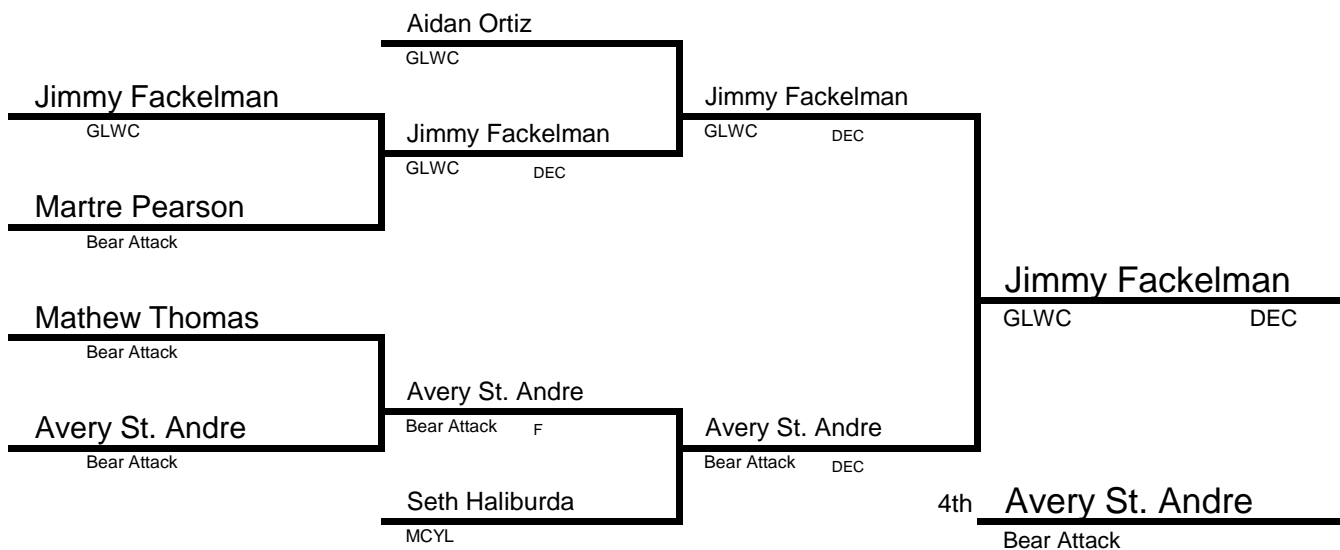 Aidan Ortiz
GLWC
Jimmy Fackelman
GLWC
Jimmy Fackelman
GLWC DEC
Jimmy Fackelman
GLWC DEC
Martre Pearson
Bear Attack
Jimmy Fackelman
GLWC DEC
Mathew Thomas
Bear Attack
Avery St. Andre
Bear Attack F
Avery St. Andre
Bear Attack
Avery St. Andre
Bear Attack DEC
Seth Haliburda
MCYL
4th Avery St. Andre
Bear Attack